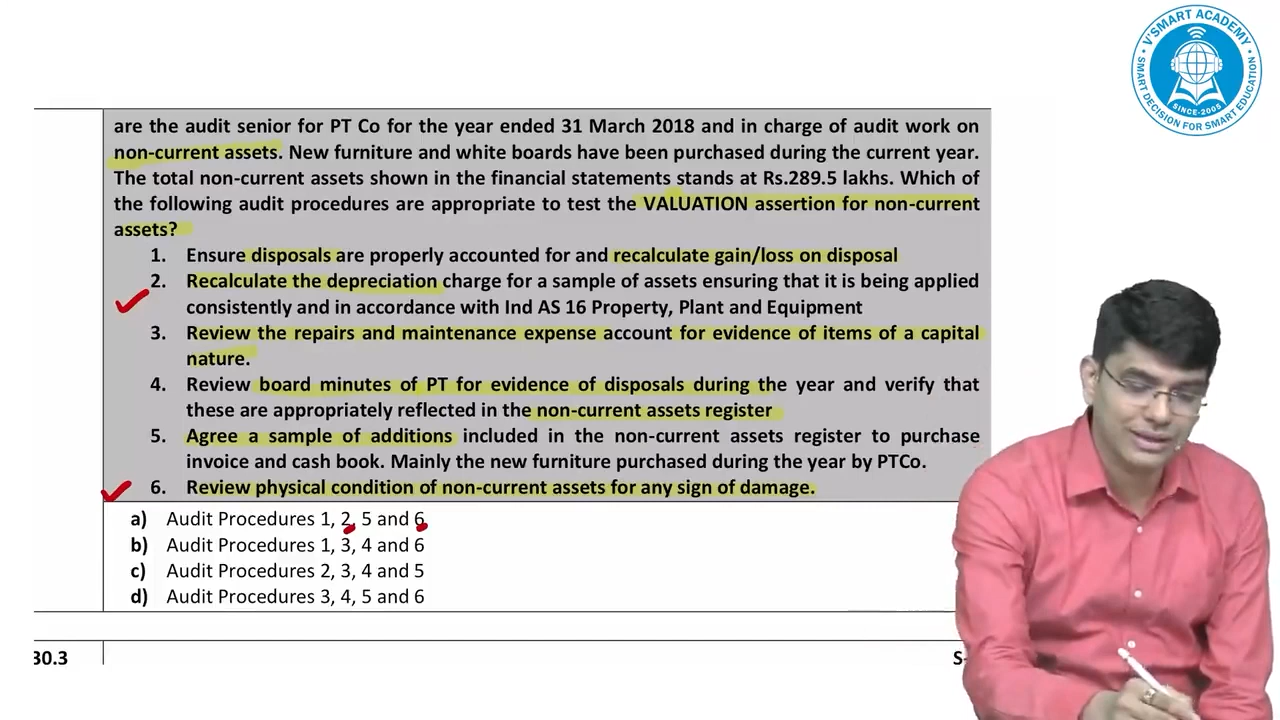 V'SMART ACADEMY
SMART DECISION FOR SMART EDUCATION
SINCE-2005
are the audit senior for PT Co for the year ended 31 March 2018 and in charge of audit work on
non-current assets. New furniture and white boards have been purchased during the current year.
The total non-current assets shown in the financial statements stands at Rs.289.5 lakhs. Which of
the following audit procedures are appropriate to test the VALUATION assertion for non-current
assets?
1. Ensure disposals are properly accounted for and recalculate gain/loss on disposal
2. Recalculate the depreciation charge for a sample of assets ensuring that it is being applied
consistently and in accordance with Ind AS 16 Property, Plant and Equipment
3. Review the repairs and maintenance expense account for evidence of items of a capital
nature.
4. Review board minutes of PT for evidence of disposals during the year and verify that
these are appropriately reflected in the non-current assets register
5. Agree a sample of additions included in the non-current assets register to purchase
invoice and cash book. Mainly the new furniture purchased during the year by PTCo.
6. Review physical condition of non-current assets for any sign of damage.
a) Audit Procedures 1, 2, 5 and 6
b) Audit Procedures 1, 3, 4 and 6
c) Audit Procedures 2, 3, 4 and 5
d) Audit Procedures 3, 4, 5 and 6
30.3 S-